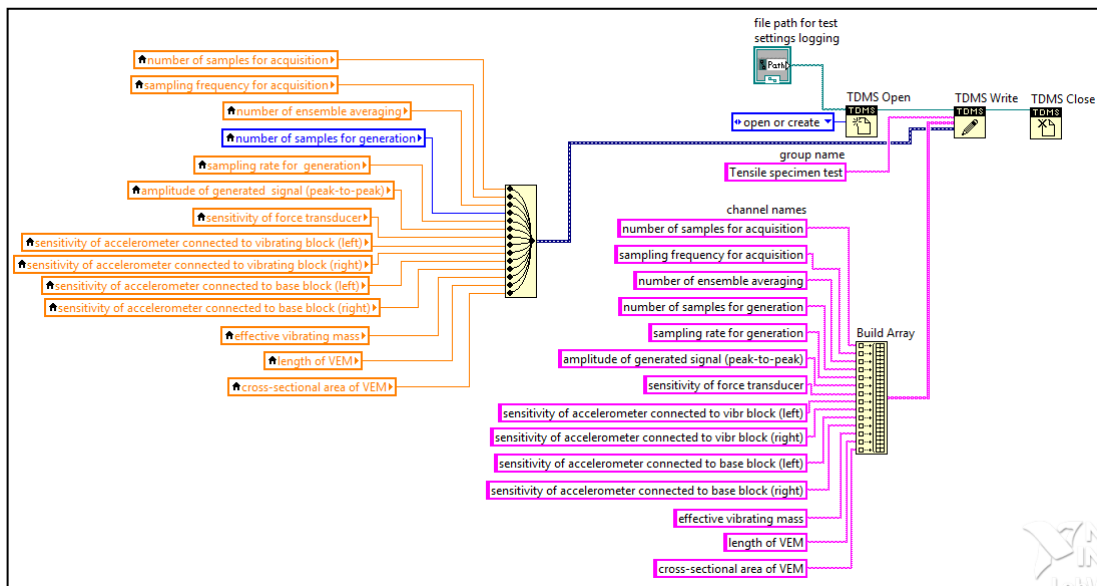 file path for test
settings logging
Path
number of samples for acquisition
sampling frequency for acquisition
number of ensemble averaging
number of samples for generation
sampling rate for  generation
amplitude of generated  signal (peak-to-peak)
sensitivity of force transducer
sensitivity of accelerometer connected to vibrating block (left)
sensitivity of accelerometer connected to vibrating block (right)
sensitivity of accelerometer connected to base block (left)
sensitivity of accelerometer connected to base block (right)
effective vibrating mass
length of VEM
cross-sectional area of VEM
TDMS Open
TDMS
TDMS Write
TDMS
TDMS Close
TDMS
open or create
group name
Tensile specimen test
channel names
number of samples for acquisition
sampling frequency for acquisition
number of ensemble averaging
number of samples for generation
sampling rate for generation
amplitude of generated signal (peak-to-peak)
sensitivity of force transducer
sensitivity of accelerometer connected to vibr block (left)
sensitivity of accelerometer connected to vibr block (right)
sensitivity of accelerometer connected to base block (left)
sensitivity of accelerometer connected to base block (right)
effective vibrating mass
length of VEM
cross-sectional area of VEM
Build Array